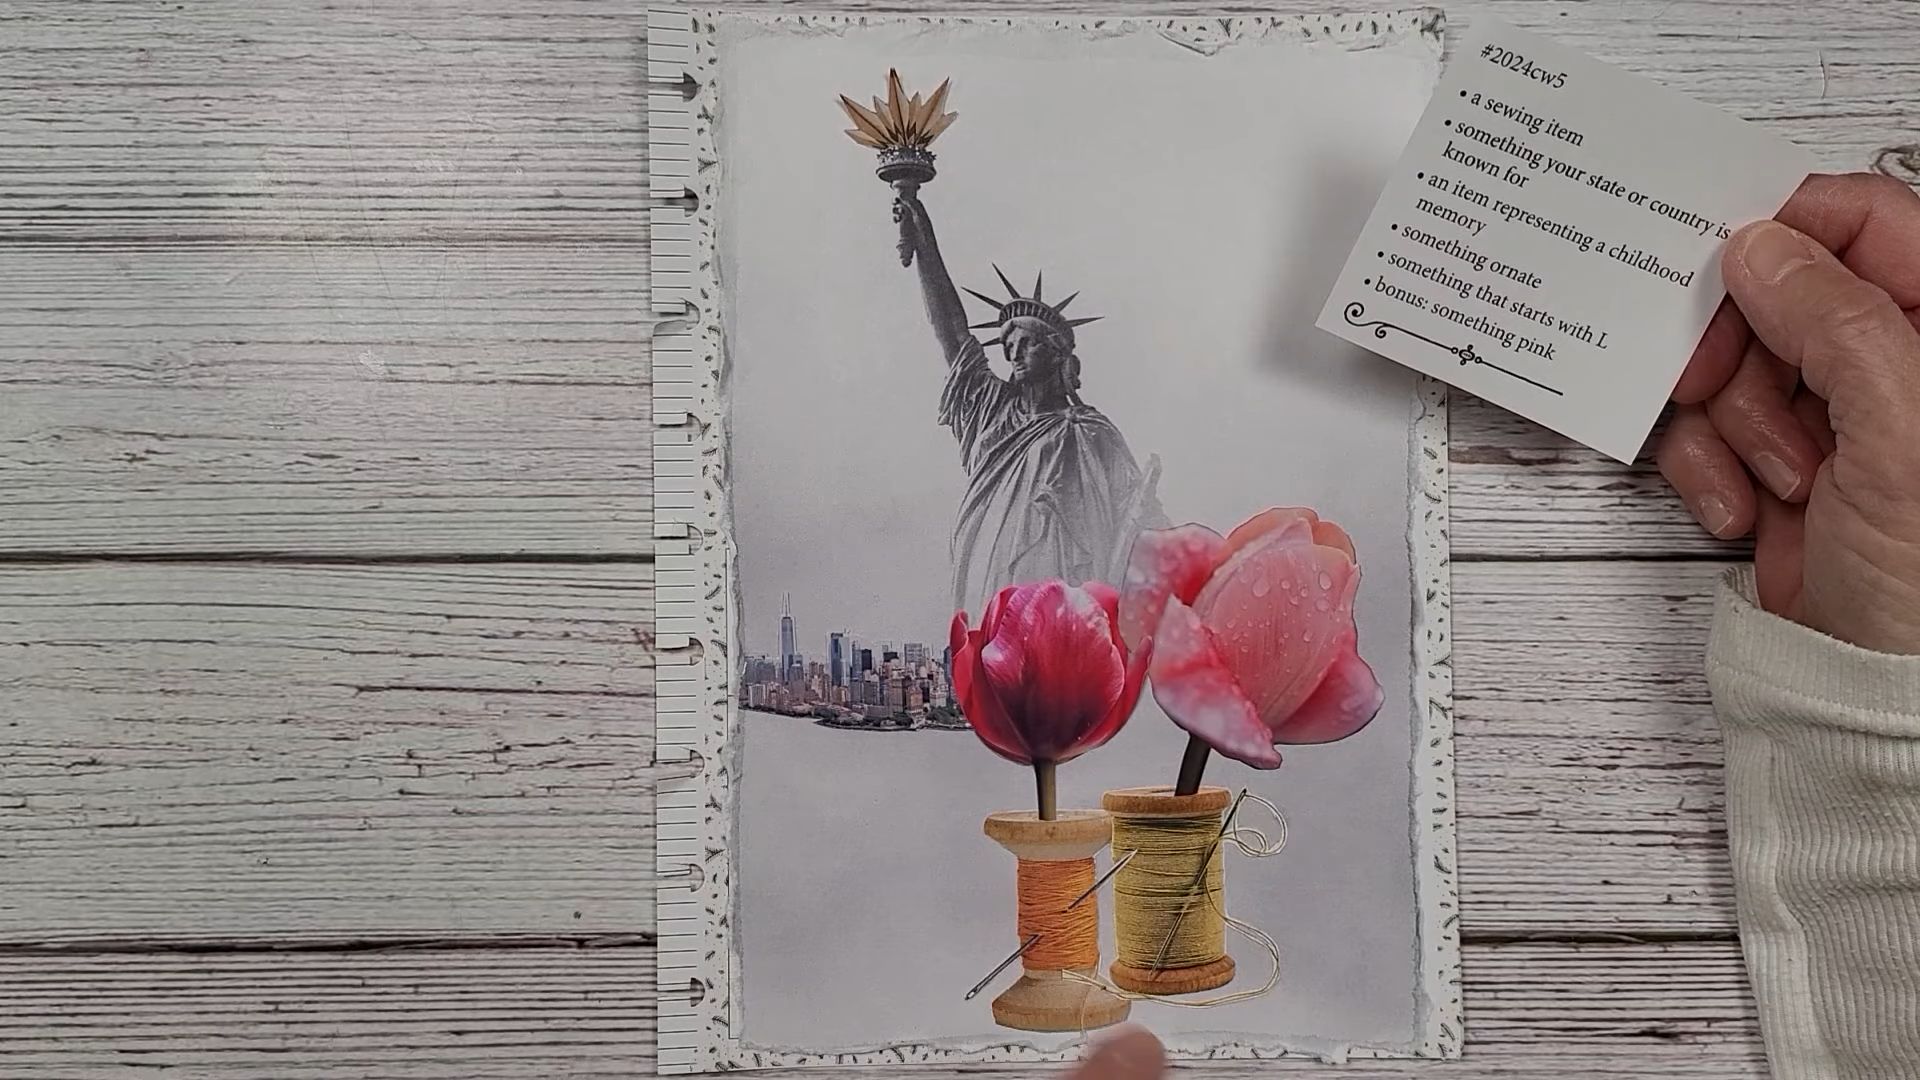 #2024cw5
• a sewing item
• something your state or country is
known for
• an item representing a childhood
memory
• something ornate
• something that starts with L
• bonus: something pink